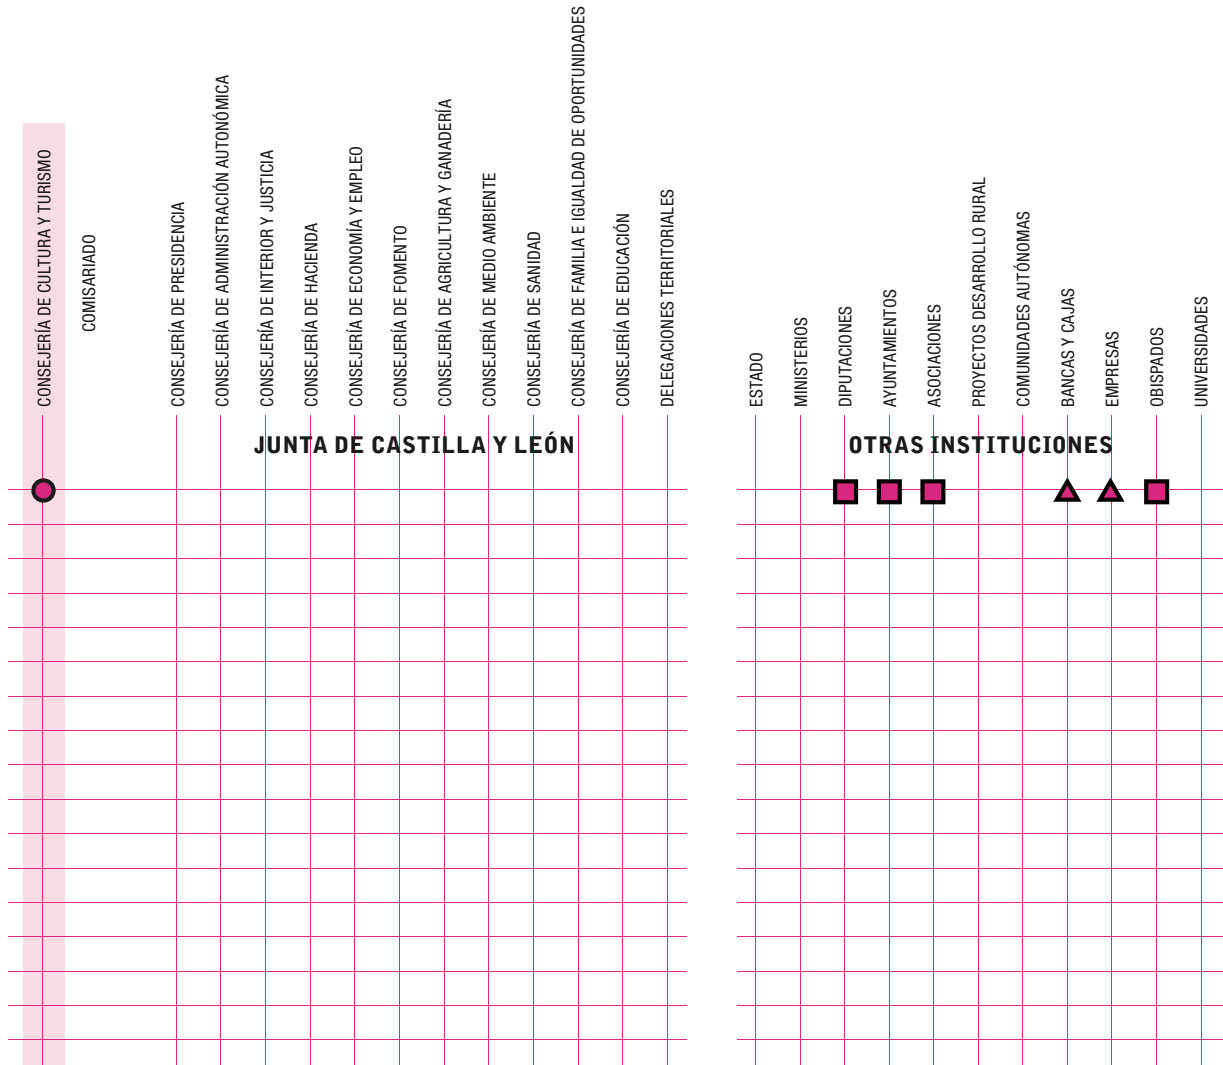 CONSEJERÍA DE CULTURA Y TURISMO
COMISARIADO
CONSEJERÍA DE PRESIDENCIA
CONSEJERÍA DE ADMINISTRACIÓN AUTONÓMICA
CONSEJERÍA DE INTERIOR Y JUSTICIA
CONSEJERÍA DE HACIENDA
CONSEJERÍA DE ECONOMÍA Y EMPLEO
CONSEJERÍA DE FOMENTO
CONSEJERÍA DE AGRICULTURA Y GANADERÍA
CONSEJERÍA DE MEDIO AMBIENTE
CONSEJERÍA DE SANIDAD
CONSEJERÍA DE FAMILIA E IGUALDAD DE OPORTUNIDADES
CONSEJERÍA DE EDUCACIÓN
DELEGACIONES TERRITORIALES
ESTADO
MINISTERIOS
DIPUTACIONES
AYUNTAMIENTOS
ASOCIACIONES
PROYECTOS DESARROLLO RURAL
COMUNIDADES AUTÓNOMAS
BANCAS Y CAJAS
EMPRESAS
OBISPADOS
UNIVERSIDADES
JUNTA DE CASTILLA Y LEÓN
OTRAS INSTITUCIONES